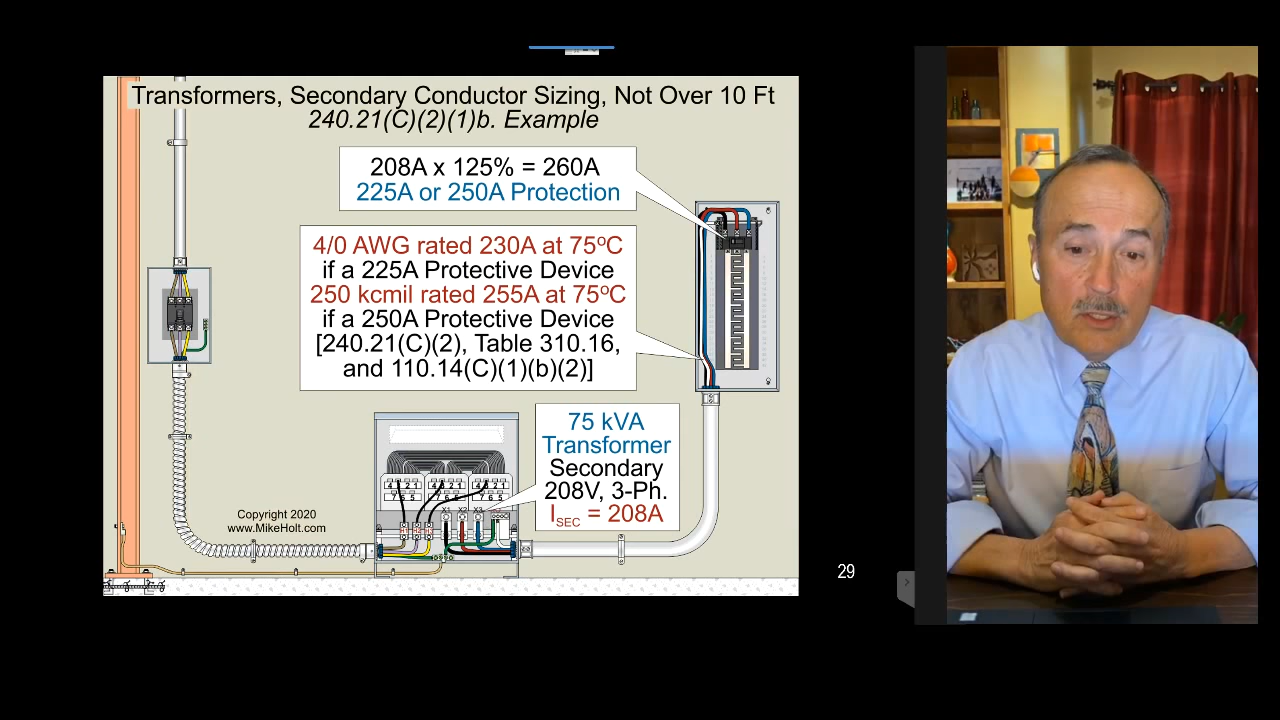 Transformers, Secondary Conductor Sizing, Not Over 10 Ft
240.21(C)(2)(1)b. Example
208A x 125% = 260A
225A or 250A Protection
4/0 AWG rated 230A at 75ºC
if a 225A Protective Device
250 kcmil rated 255A at 75ºC
if a 250A Protective Device
[240.21(C)(2), Table 310.16,
and 110.14(C)(1)(b)(2)]
75 kVA
Transformer
Secondary
208V, 3-Ph.
ISEC = 208A
X1 X2 X3
Copyright 2020
www.MikeHolt.com
29